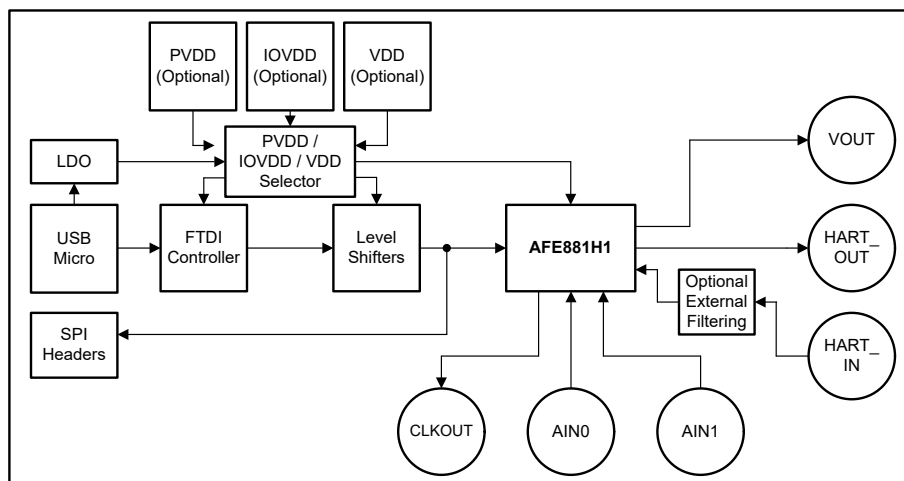 PVDD
(Optional)
IOVDD
(Optional)
VDD
(Optional)
PVDD /
IOVDD / VDD
Selector
LDO
VOUT
USB
Micro
FTDI
Controller
Level
Shifters
AFE881H1
HART_
OUT
Optional
External
Filtering
SPI
Headers
HART_
IN
CLKOUT
AIN0
AIN1